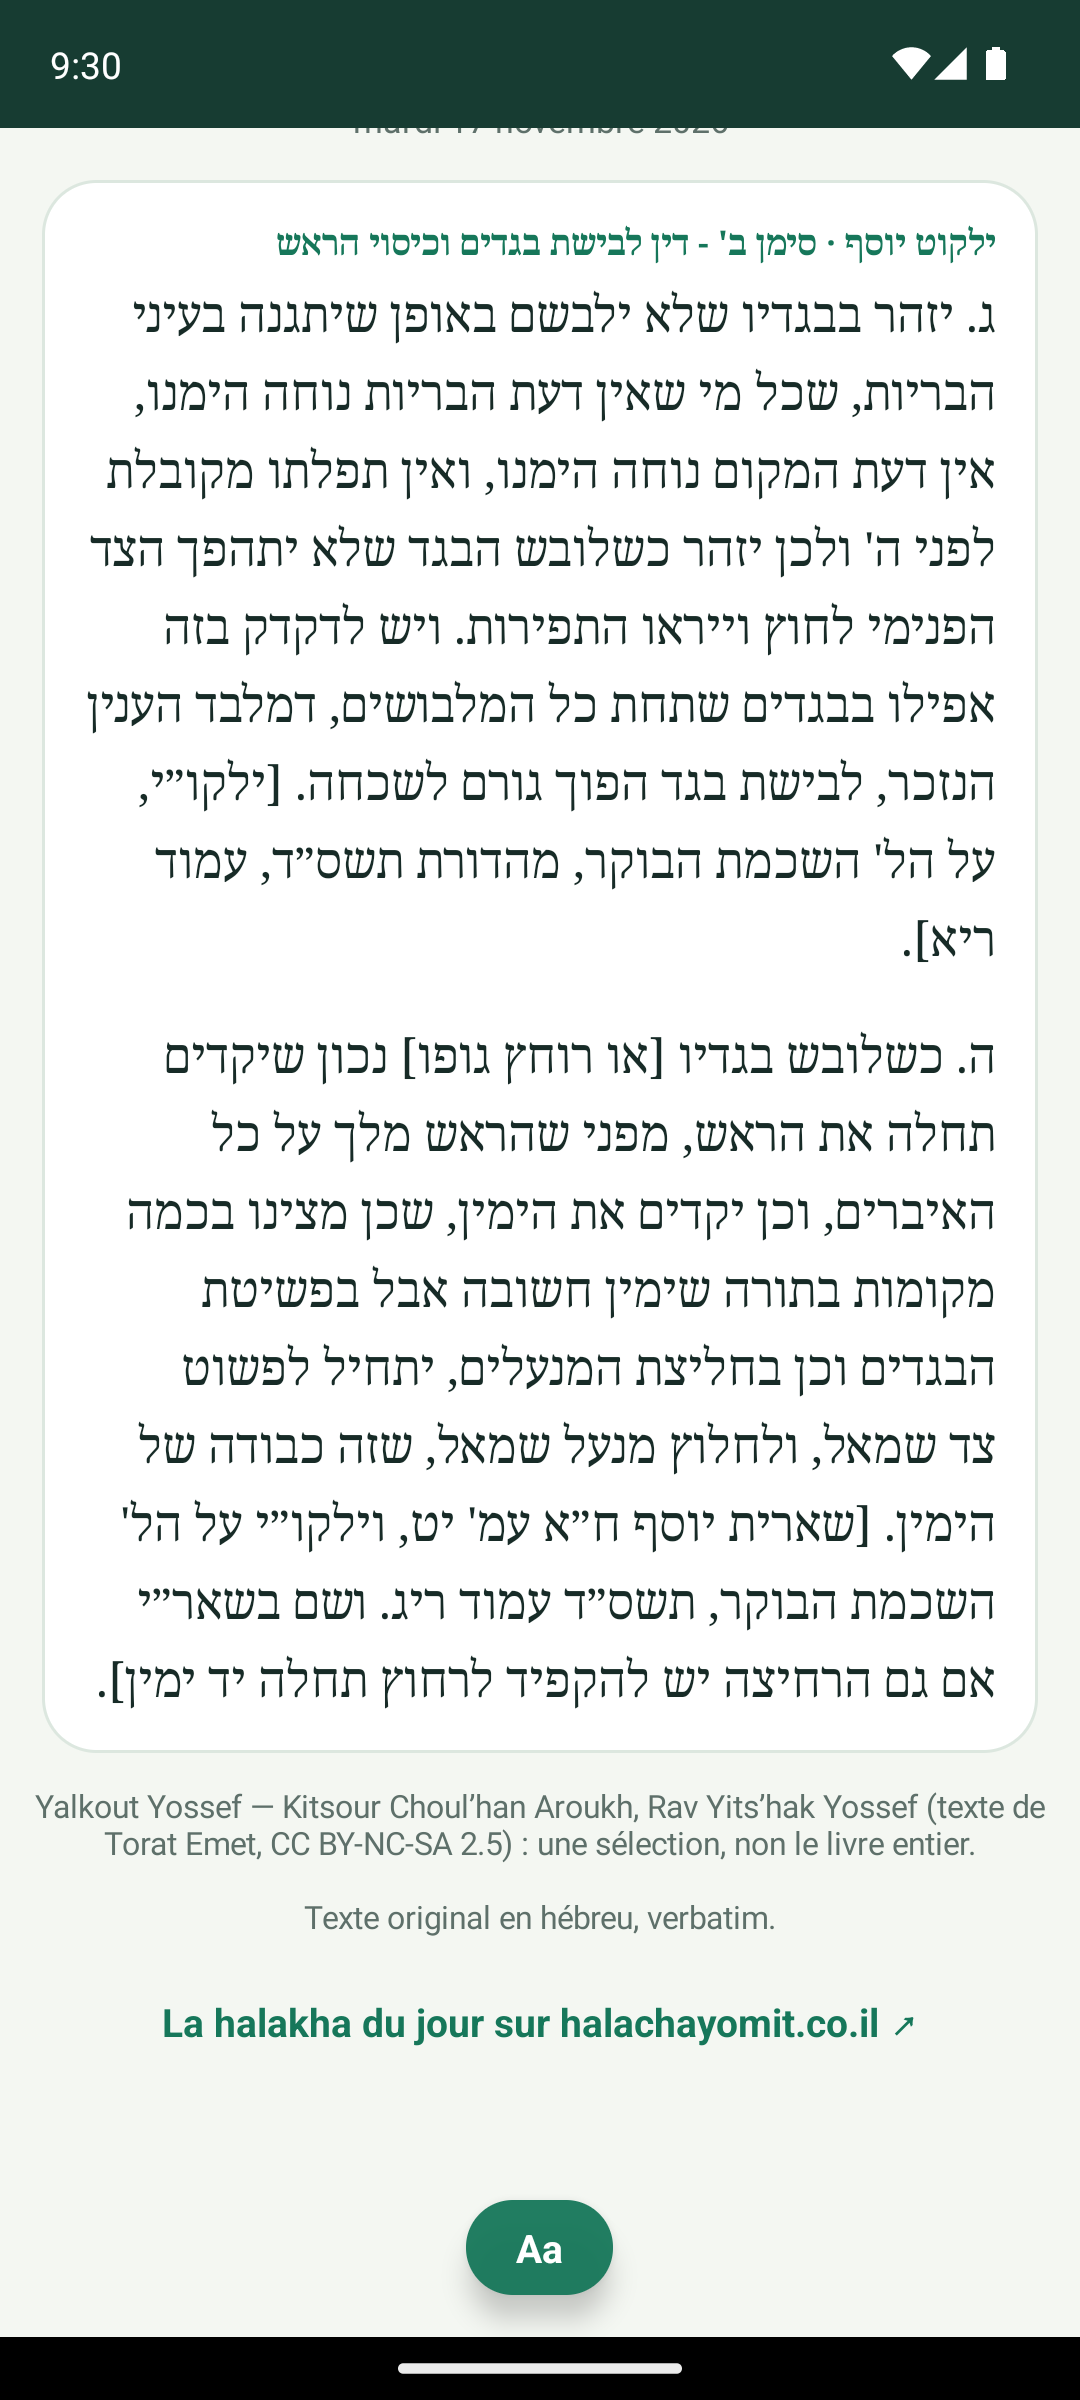 9:30
mardi 17 novembre 2026
ילקוט יוסף · סימן ב' - דין לבישת בגדים וכיסוי הראש
ג. יזהר בבגדיו שלא ילבשם באופן שיתגנה בעיני
הבריות, שכל מי שאין דעת הבריות נוחה הימנו,
אין דעת המקום נוחה הימנו, ואין תפלתו מקובלת
לפני ה' ולכן יזהר כשלובש הבגד שלא יתהפך הצד
הפנימי לחוץ וייראו התפירות. ויש לדקדק בזה
אפילו בבגדים שתחת כל המלבושים, דמלבד הענין
הנזכר, לבישת בגד הפוך גורם לשכחה. [ילקו״י,
על הל' השכמת הבוקר, מהדורת תשס״ד, עמוד
ריא].
ה. כשלובש בגדיו [או רוחץ גופו] נכון שיקדים
תחלה את הראש, מפני שהראש מלך על כל
האיברים, וכן יקדים את הימין, שכן מצינו בכמה
מקומות בתורה שימין חשובה אבל בפשיטת
הבגדים וכן בחליצת המנעלים, יתחיל לפשוט
צד שמאל, ולחלוץ מנעל שמאל, שזה כבודה של
הימין. [שארית יוסף ח״א עמ' יט, וילקו״י על הל'
השכמת הבוקר, תשס״ד עמוד ריג. ושם בשאר״י
אם גם הרחיצה יש להקפיד לרחוץ תחלה יד ימין].
Yalkout Yossef — Kitsour Choul’han Aroukh, Rav Yits’hak Yossef (texte de
Torat Emet, CC BY-NC-SA 2.5) : une sélection, non le livre entier.
Texte original en hébreu, verbatim.
La halakha du jour sur halachayomit.co.il ↗
Aa